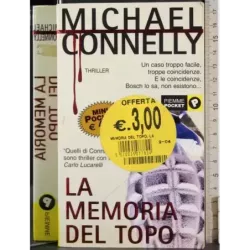 MICHAEL
CONNELLY
THRILLER
Un caso troppo facile,
troppe coincidenze.
E le coincidenze,
Bosch lo sa, non esistono...
PIEMME
POCKET
OFFERTA
€.3,00
MEMORIA DEL TOPO, LA
"Quelli di Conne
sono thriller con
Carlo Lucarelli
LA
MEMORIA
DEL TOPO
LA MEMORIA
DEL TOPO
CONNELLY
PIEMME